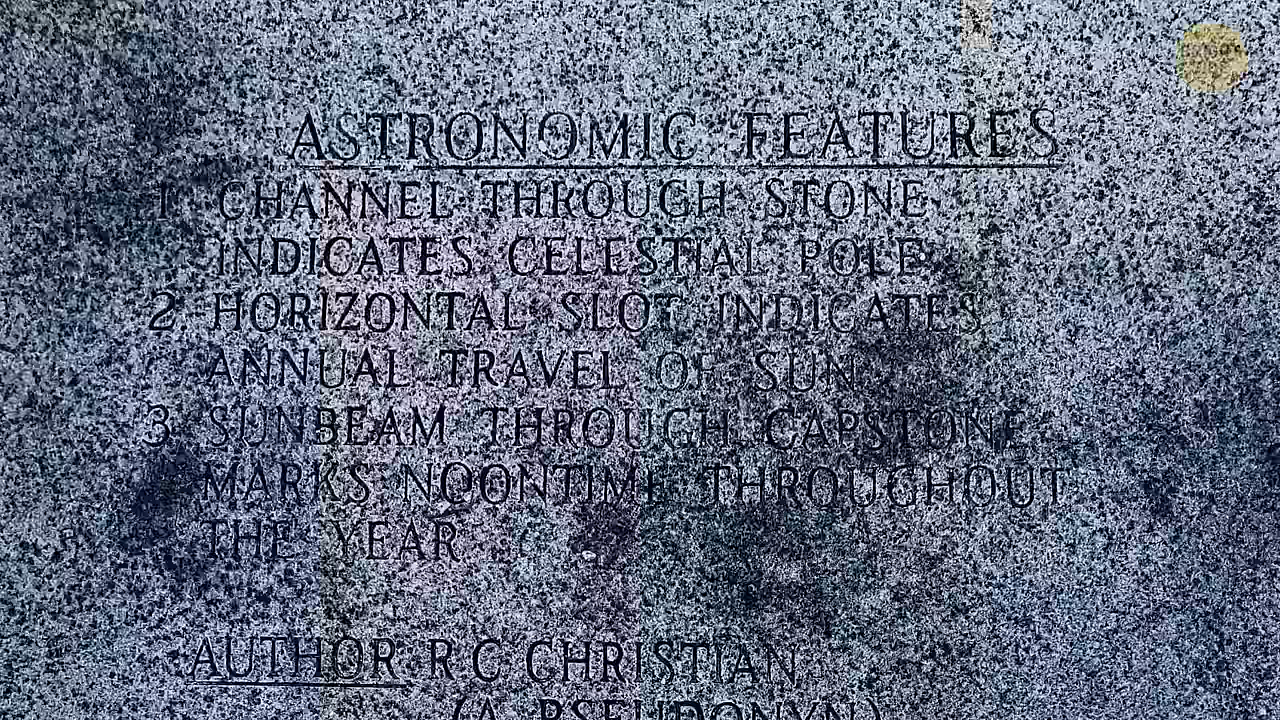 ASTRONOMIC FEATURES
1. CHANNEL THROUGH STONE
INDICATES CELESTIAL POLE
2. HORIZONTAL SLOT INDICATES
ANNUAL TRAVEL OF SUN
3. SUNBEAM THROUGH CAPSTONE
MARKS NOONTIME THROUGHOUT
THE YEAR
AUTHOR R C CHRISTIAN
(A PSEUDONYN)